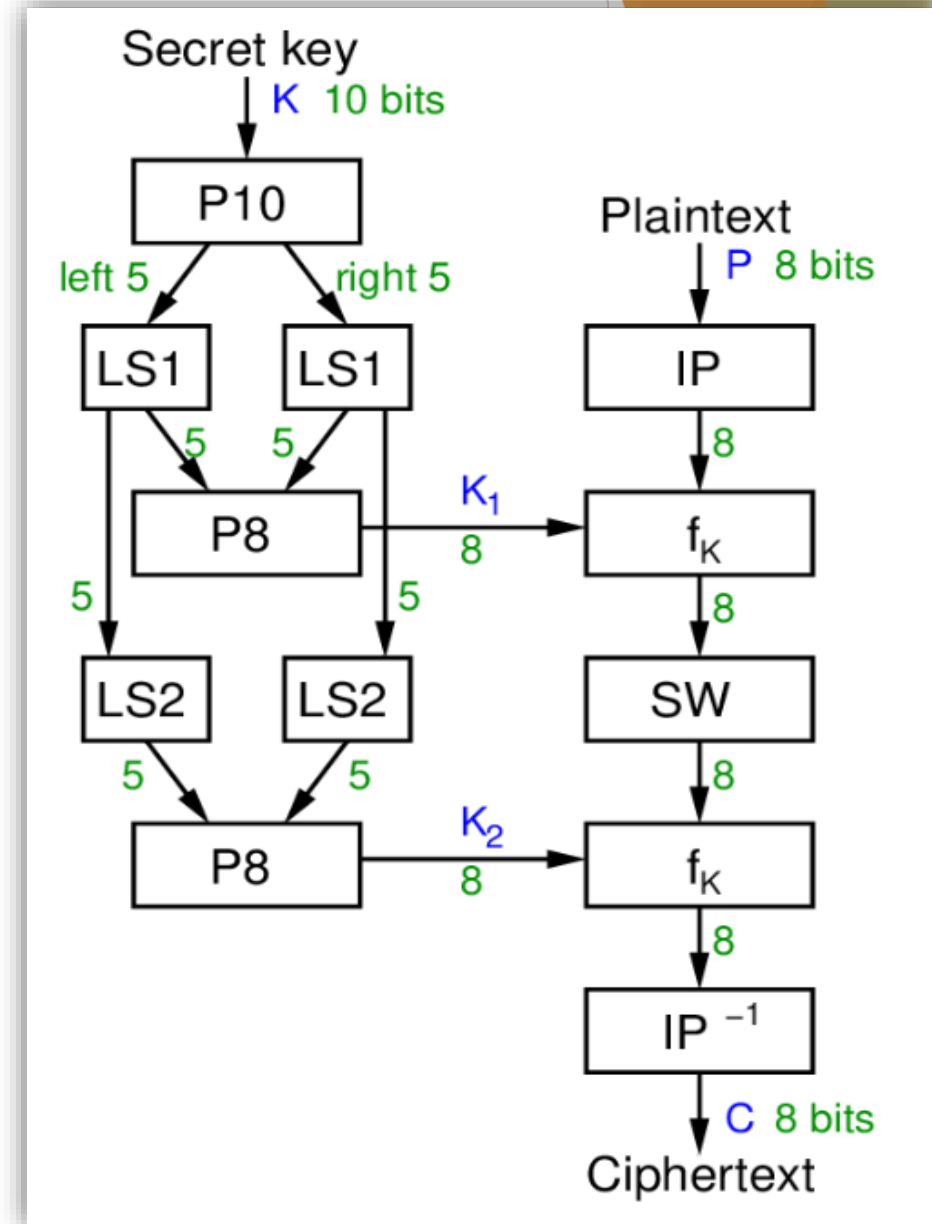 Secret key
K 10 bits
P10
left 5
right 5
LS1
LS1
5
5
P8
K₁
8
5
5
LS2
LS2
5
5
P8
K₂
8
Plaintext
P 8 bits
IP
8
fK
8
SW
8
fK
8
IP ⁻¹
C 8 bits
Ciphertext